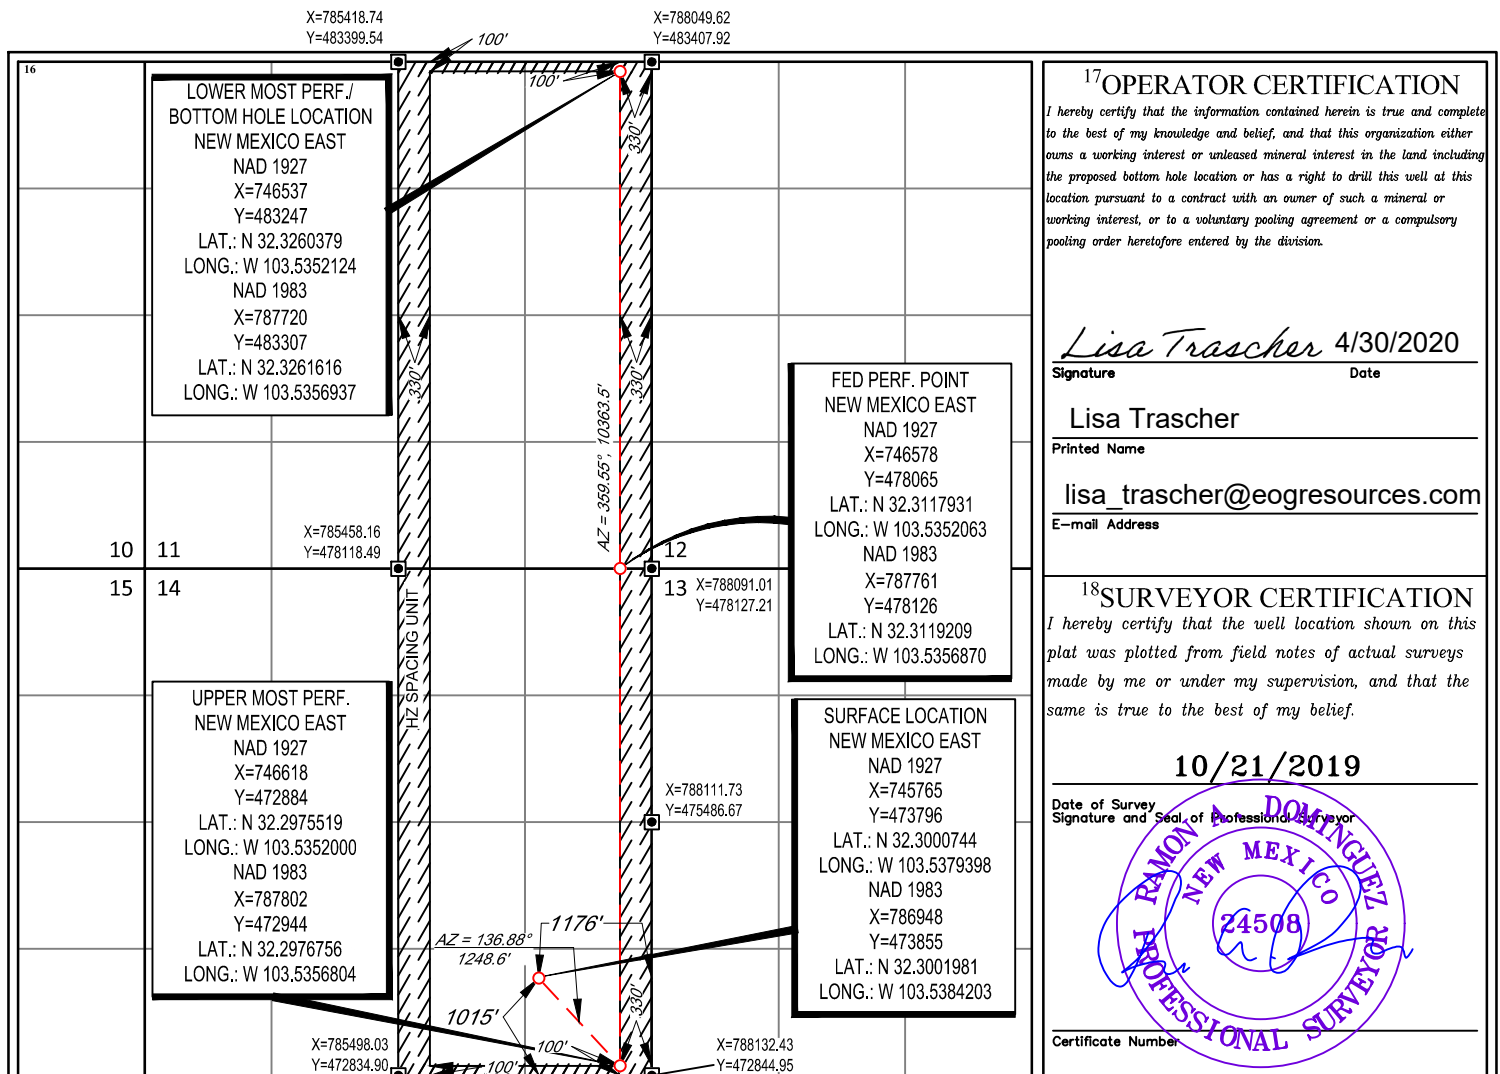 X=785418.74
Y=483399.54
X=788049.62
Y=483407.92
100'
16
LOWER MOST PERF./
BOTTOM HOLE LOCATION
NEW MEXICO EAST
NAD 1927
X=746537
Y=483247
LAT.: N 32.3260379
LONG.: W 103.5352124
NAD 1983
X=787720
Y=483307
LAT.: N 32.3261616
LONG.: W 103.5356937
100'
330'
330'
330'
AZ = 359.55°, 10363.5'
FED PERF. POINT
NEW MEXICO EAST
NAD 1927
X=746578
Y=478065
LAT.: N 32.3117931
LONG.: W 103.5352063
NAD 1983
X=787761
Y=478126
LAT.: N 32.3119209
LONG.: W 103.5356870
X=785458.16
Y=478118.49
10 11
15 14
12
13
X=788091.01
Y=478127.21
HZ SPACING UNIT
UPPER MOST PERF.
NEW MEXICO EAST
NAD 1927
X=746618
Y=472884
LAT.: N 32.2975519
LONG.: W 103.5352000
NAD 1983
X=787802
Y=472944
LAT.: N 32.2976756
LONG.: W 103.5356804
SURFACE LOCATION
NEW MEXICO EAST
NAD 1927
X=745765
Y=473796
LAT.: N 32.3000744
LONG.: W 103.5379398
NAD 1983
X=786948
Y=473855
LAT.: N 32.3001981
LONG.: W 103.5384203
X=788111.73
Y=475486.67
1176'
AZ = 136.88°
1248.6'
1015'
330'
100'
100'
X=785498.03
Y=472834.90
X=788132.43
Y=472844.95
17OPERATOR CERTIFICATION
I hereby certify that the information contained herein is true and complete
to the best of my knowledge and belief, and that this organization either
owns a working interest or unleased mineral interest in the land including
the proposed bottom hole location or has a right to drill this well at this
location pursuant to a contract with an owner of such a mineral or
working interest, or to a voluntary pooling agreement or a compulsory
pooling order heretofore entered by the division.
Lisa Trascher 4/30/2020
Signature Date
Lisa Trascher
Printed Name
lisa_trascher@eogresources.com
E-mail Address
18SURVEYOR CERTIFICATION
I hereby certify that the well location shown on this
plat was plotted from field notes of actual surveys
made by me or under my supervision, and that the
same is true to the best of my belief.
10/21/2019
Date of Survey
Signature and Seal of Professional Surveyor
RAMON A. DOMINGUEZ
NEW MEXICO
24508
PROFESSIONAL SURVEYOR
Certificate Number